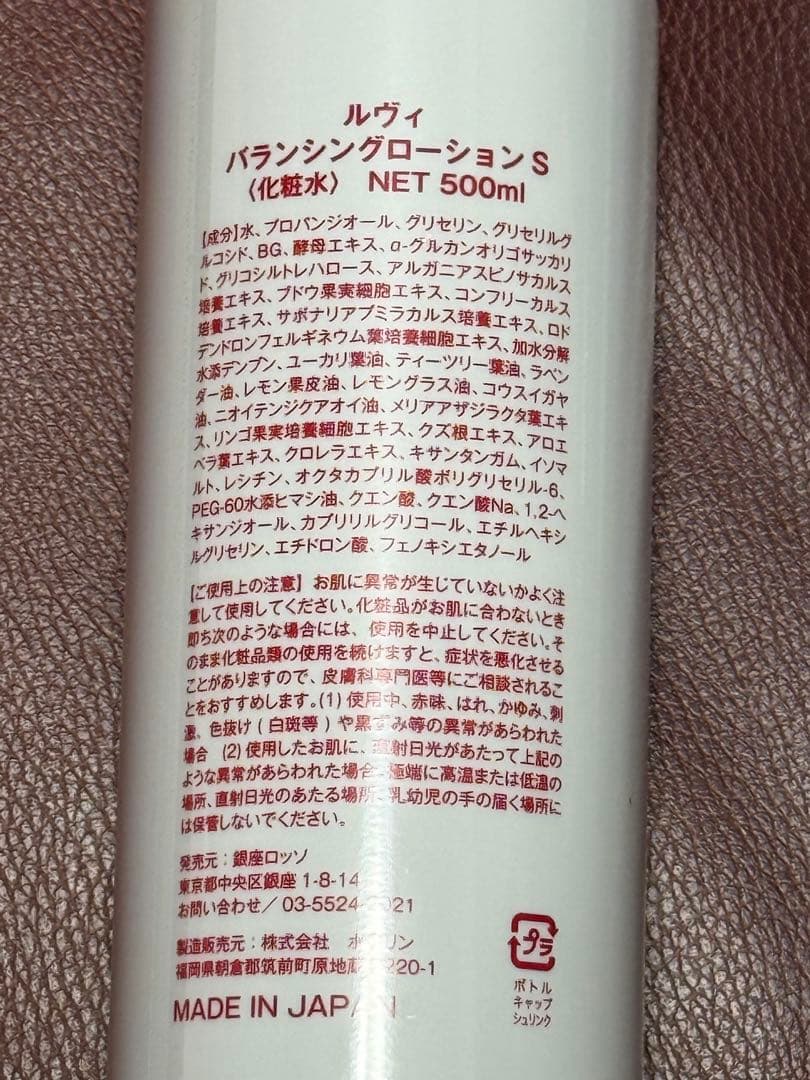 ルヴィ
バランシングローションS
〈化粧水〉 NET 500ml
【成分】水、プロパンジオール、グリセリン、グリセリルグ
ルコシド、BG、酵母エキス、α-グルカンオリゴサッカリ
ド、グリコシルトレハロース、アルガニアスピノサカルス
培養エキス、ブドウ果実細胞エキス、コンフリーカルス
培養エキス、サポナリアプミラカルス培養エキス、ロド
デンドロンフェルギネウム葉培養細胞エキス、加水分解
水添デンプン、ユーカリ葉油、ティーツリー葉油、ラベン
ダー油、レモン果皮油、レモングラス油、コウスイガヤ
油、ニオイテンジクアオイ油、メリアアザジラクタ葉エキ
ス、リンゴ果実培養細胞エキス、クズ根エキス、アロエ
ベラ葉エキス、クロレラエキス、キサンタンガム、イソマ
ルト、レシチン、オクタカプリル酸ポリグリセリル-6、
PEG-60水添ヒマシ油、クエン酸、クエン酸Na、1,2-ヘ
キサンジオール、カプリリルグリコール、エチルヘキシ
ルグリセリン、エチドロン酸、フェノキシエタノール
【ご使用上の注意】お肌に異常が生じていないかよく注
意して使用してください。化粧品がお肌に合わないとき
即ち次のような場合には、使用を中止してください。そ
のまま化粧品類の使用を続けますと、症状を悪化させる
ことがありますので、皮膚科専門医等にご相談されるこ
とをおすすめします。(1)使用中、赤味、はれ、かゆみ、刺
激、色抜け(白斑等)や黒ずみ等の異常があらわれた
場合 (2)使用したお肌に、直射日光があたって上記の
ような異常があらわれた場合 極端に高温または低温の
場所、直射日光のあたる場所、乳幼児の手の届く場所に
は保管しないでください。
発売元：銀座ロッソ
東京都中央区銀座 1-8-14
お問い合わせ／03-5524- 021
製造販売元：株式会社 リン
福岡県朝倉郡筑前町原地 220-1
MADE IN JAPAN
プラ
ボトル
キャップ
シュリンク